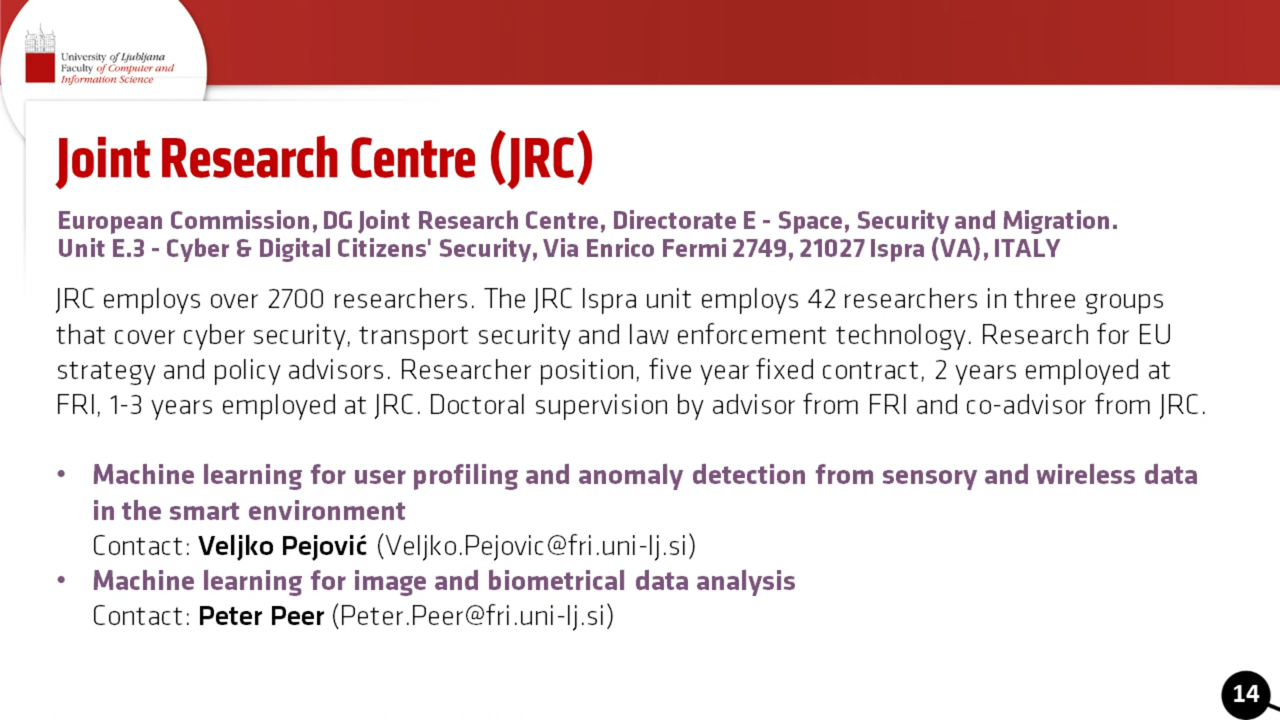 University of Ljubljana
Faculty of Computer and
Information Science
Joint Research Centre (JRC)
European Commission, DG Joint Research Centre, Directorate E - Space, Security and Migration.
Unit E.3 - Cyber & Digital Citizens' Security, Via Enrico Fermi 2749, 21027 Ispra (VA), ITALY
JRC employs over 2700 researchers. The JRC Ispra unit employs 42 researchers in three groups
that cover cyber security, transport security and law enforcement technology. Research for EU
strategy and policy advisors. Researcher position, five year fixed contract, 2 years employed at
FRI, 1-3 years employed at JRC. Doctoral supervision by advisor from FRI and co-advisor from JRC.
• Machine learning for user profiling and anomaly detection from sensory and wireless data
in the smart environment
Contact: Veljko Pejović (Veljko.Pejovic@fri.uni-lj.si)
• Machine learning for image and biometrical data analysis
Contact: Peter Peer (Peter.Peer@fri.uni-lj.si)
14